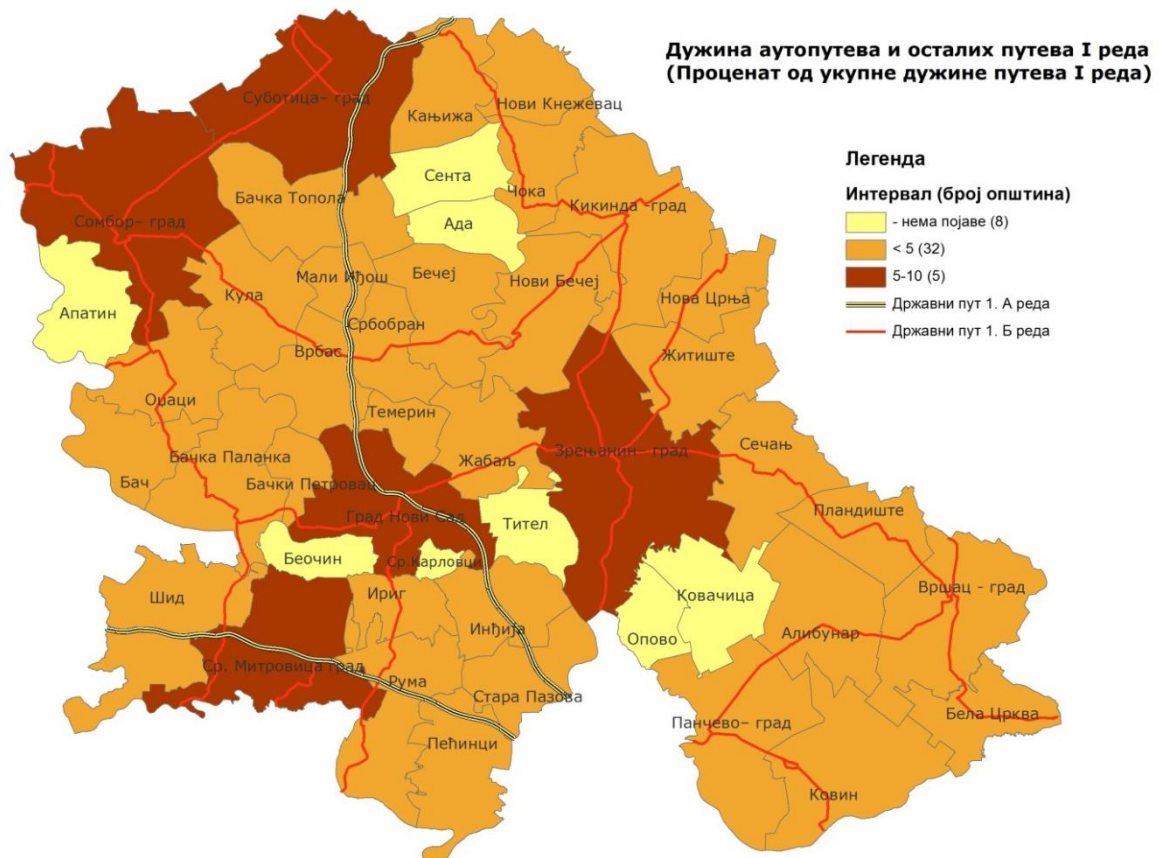 Дужина аутопутева и осталих путева I реда
(Проценат од укупне дужине путева I реда)
Легенда
Интервал (број општина)
- нема појаве (8)
< 5 (32)
5-10 (5)
Државни пут 1. А реда
Државни пут 1. Б реда
Суботица– град
Кањижа
Нови Кнежевац
Сента
Чока
Бачка Топола
Кикинда -град
Сомбор– град
Ада
Мали Иђош
Бечеј
Нови Бечеј
Кула
Нова Црња
Апатин
Србобран
Врбас
Житиште
Оџаци
Темерин
Зрењанин– град
Сечањ
Бачка Паланка
Жабаљ
Бач
Бачки Петровац
Град Нови Сад
Тител
Пландиште
Беочин
Ср.Карловци
Вршац - град
Шид
Ириг
Ковачица
Инђија
Опово
Алибунар
Ср. Митровица град
Рума
Стара Пазова
Бела Црква
Панчево– град
Пећинци
Ковин